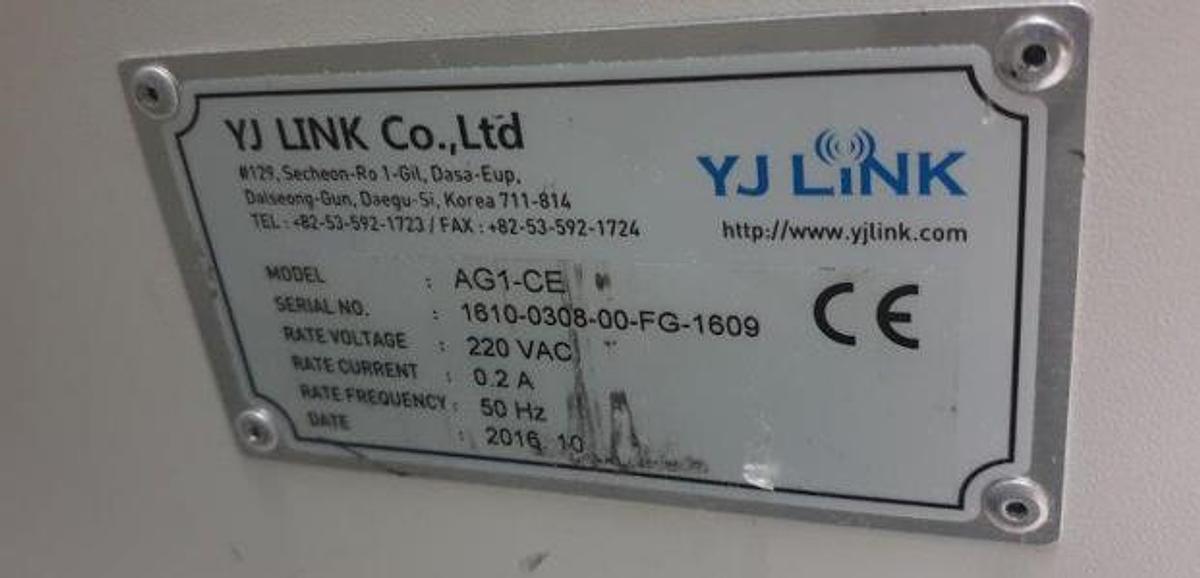 YJ LINK Co.,Ltd
#129, Secheon-Ro 1-Gil, Dasa-Eup,
Dalseong-Gun, Daegu-Si, Korea 711-814
TEL : +82-53-592-1723 / FAX : +82-53-592-1724
YJ LiNK
http://www.yjlink.com
MODEL : AG1-CE
SERIAL NO. : 1610-0308-00-FG-1609
RATE VOLTAGE : 220 VAC
RATE CURRENT : 0.2 A
RATE FREQUENCY : 50 Hz
DATE : 2016. 10
CE